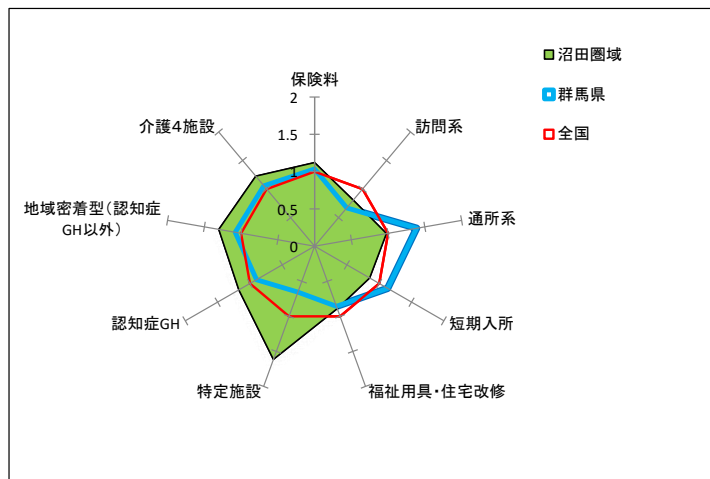 沼田圏域
群馬県
全国
保険料
訪問系
通所系
短期入所
福祉用具・住宅改修
特定施設
認知症GH
地域密着型（認知症
GH以外）
介護4施設
2
1.5
1
0.5
0